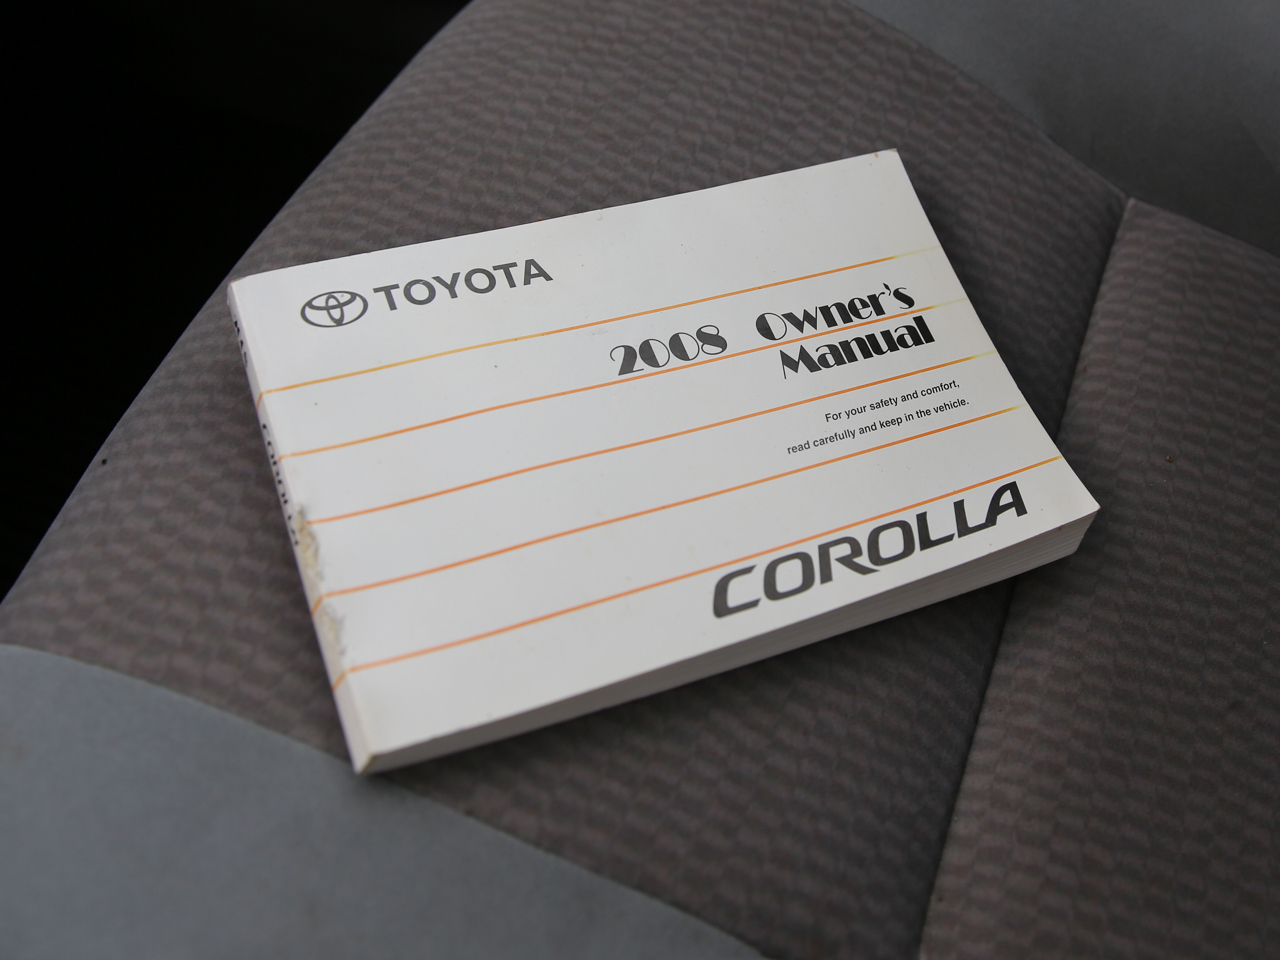 TOYOTA
2008 Owner's
Manual
For your safety and comfort,
read carefully and keep in the vehicle.
COROLLA